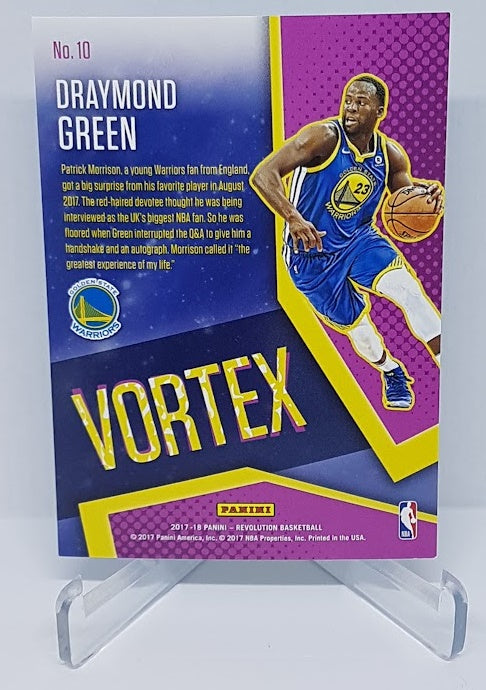 No. 10
DRAYMOND
GREEN
Patrick Morrison, a young Warriors fan from England,
got a big surprise from his favorite player in August
2017. The red-haired devotee thought he was being
interviewed as the UK's biggest NBA fan. So he was
floored when Green interrupted the Q&A to give him a
handshake and an autograph. Morrison called it "the
greatest experience of my life."
GOLDEN STATE
WARRIORS
GOLDEN STATE
23
WARRIORS
VORTEX
PANINI
2017-18 PANINI – REVOLUTION BASKETBALL
© 2017 Panini America, Inc. © 2017 NBA Properties, Inc. Printed in the USA.
NBA